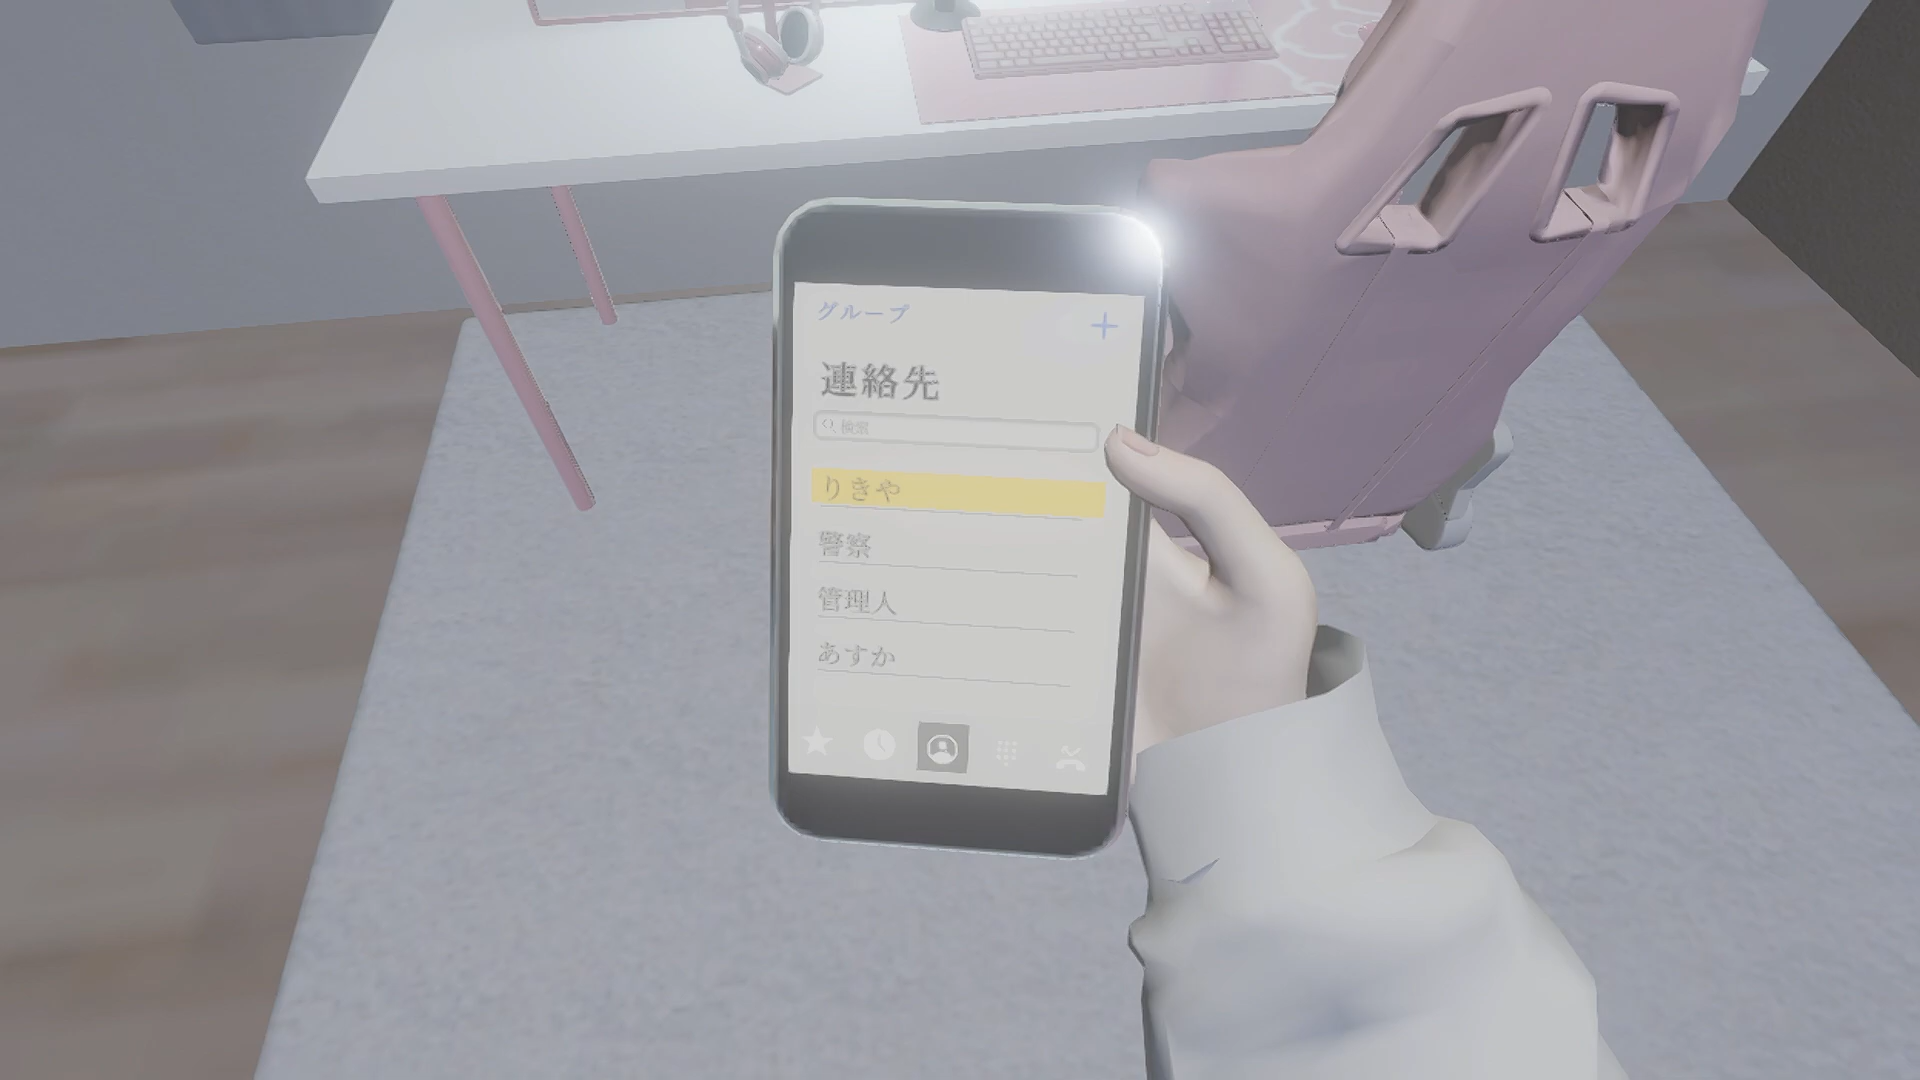 グループ
連絡先
検索
りきや
警察
管理人
あすか